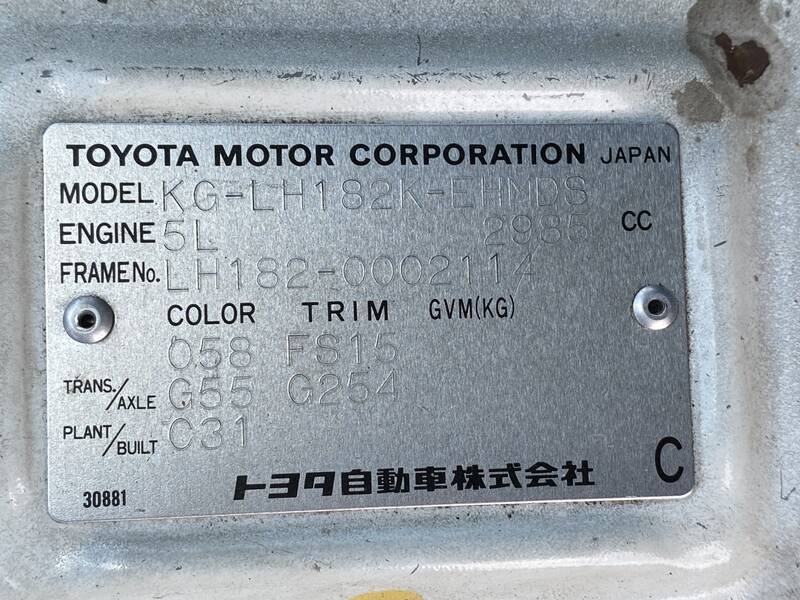 TOYOTA MOTOR CORPORATION JAPAN
MODEL KG-LH182K-EHMDS
ENGINE 5L 2985 CC
FRAME No. LH182-0002114
COLOR TRIM GVM(KG)
058 FS15
TRANS./AXLE G55 G254
PLANT/BUILT C31
30881 トヨタ自動車株式会社 C